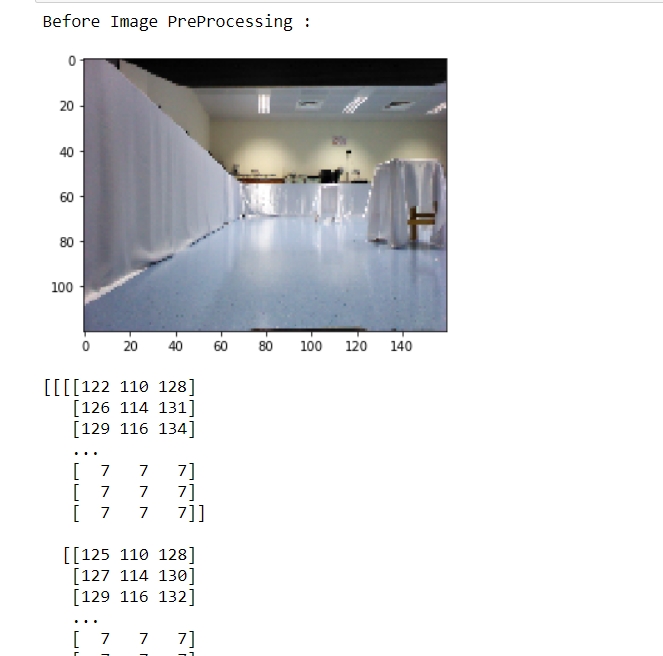 Before Image PreProcessing :
0
20
40
60
80
100
0 20 40 60 80 100 120 140
[[[[122 110 128]
[126 114 131]
[129 116 134]
...
[ 7 7 7]
[ 7 7 7]
[ 7 7 7]]
[[125 110 128]
[127 114 130]
[129 116 132]
...
[ 7 7 7]